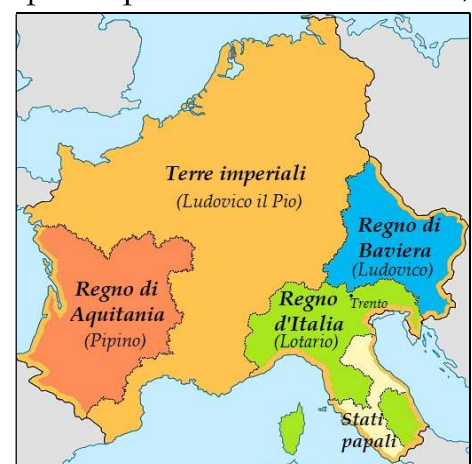 Terre imperiali
(Ludovico il Pio)
Regno di
Baviera
(Ludovico)
Regno di
Aquitania
(Pipino)
Regno
d'Italia
(Lotario)
Trento
Stati
papali